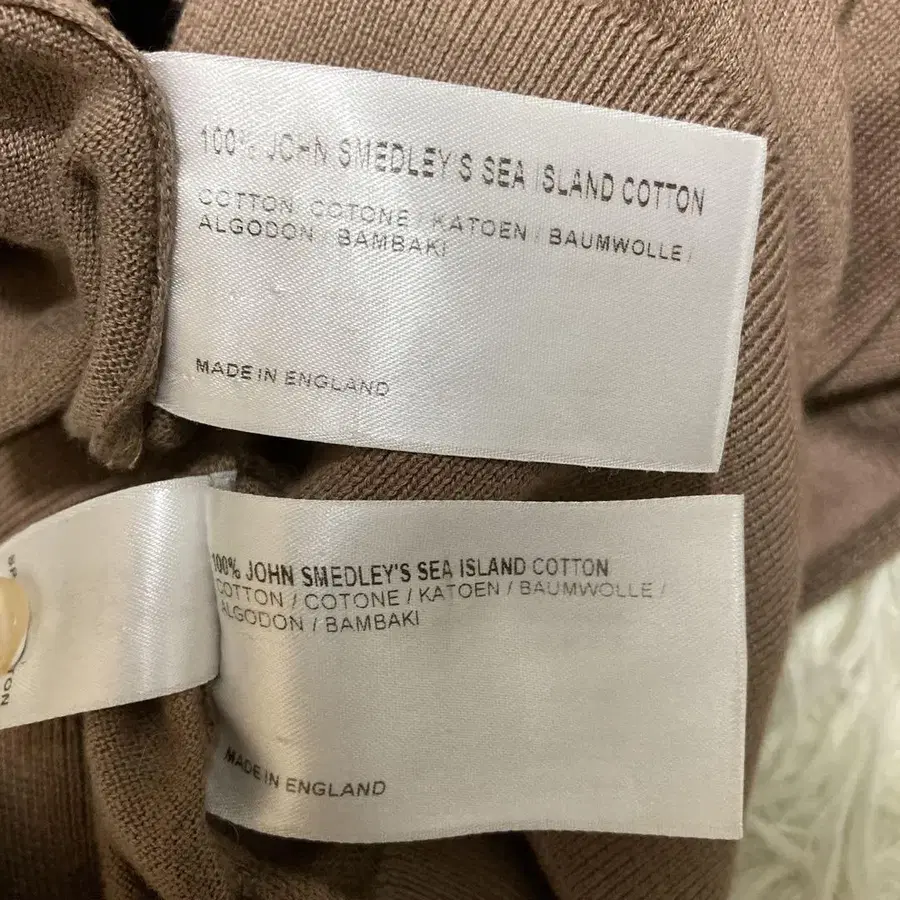 100% JOHN SMEDLEY'S SEA ISLAND COTTON
COTTON / COTONE / KATOEN / BAUMWOLLE /
ALGODON / BAMBAKI
MADE IN ENGLAND
100% JOHN SMEDLEY'S SEA ISLAND COTTON
COTTON / COTONE / KATOEN / BAUMWOLLE /
ALGODON / BAMBAKI
MADE IN ENGLAND